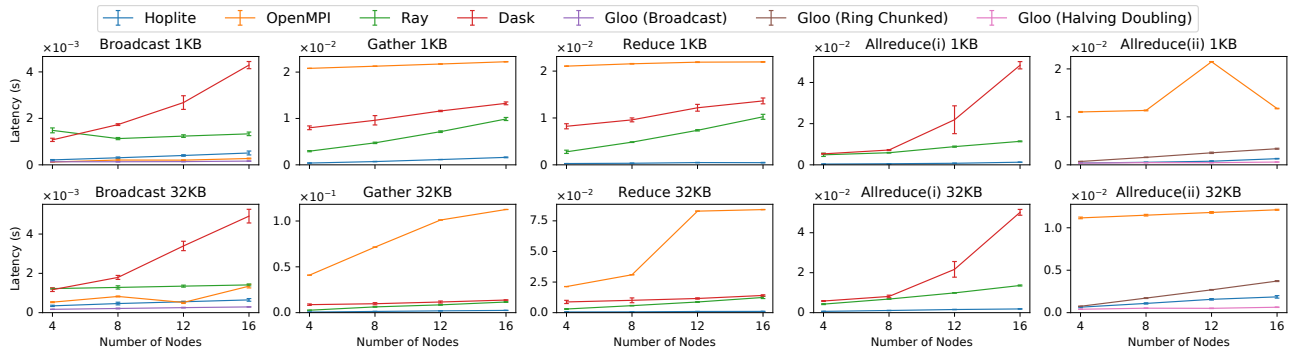 Hoplite OpenMPI Ray Dask Gloo (Broadcast) Gloo (Ring Chunked) Gloo (Halving Doubling)
×10⁻³ Broadcast 1KB ×10⁻² Gather 1KB ×10⁻² Reduce 1KB ×10⁻² Allreduce(i) 1KB ×10⁻² Allreduce(ii) 1KB
Latency (s)
4 2 0
2 1 0
2 1 0
4 2 0
2 1 0
×10⁻³ Broadcast 32KB ×10⁻¹ Gather 32KB ×10⁻² Reduce 32KB ×10⁻² Allreduce(i) 32KB ×10⁻² Allreduce(ii) 32KB
Latency (s)
4 2 0
1.0 0.5 0.0
7.5 5.0 2.5 0.0
4 2 0
1.0 0.5 0.0
4 8 12 16 4 8 12 16 4 8 12 16 4 8 12 16 4 8 12 16
Number of Nodes Number of Nodes Number of Nodes Number of Nodes Number of Nodes